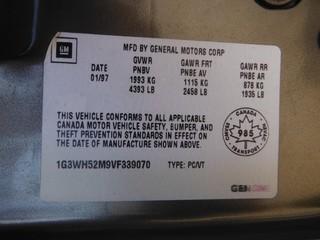 GM
MFD BY GENERAL MOTORS CORP
DATE GVWR GAWR FRT GAWR RR
PNBV PNBE AV PNBE AR
01/97 1993 KG 1115 KG 878 KG
4393 LB 2458 LB 1935 LB
THIS VEHICLE CONFORMS TO ALL APPLICABLE
CANADA MOTOR VEHICLE SAFETY, BUMPER, AND
THEFT PREVENTION STANDARDS IN EFFECT ON
THE DATE OF MANUFACTURE SHOWN ABOVE.
CANADA
985
TRANSPORT
1G3WH52M9VF339070 TYPE: PC/VT